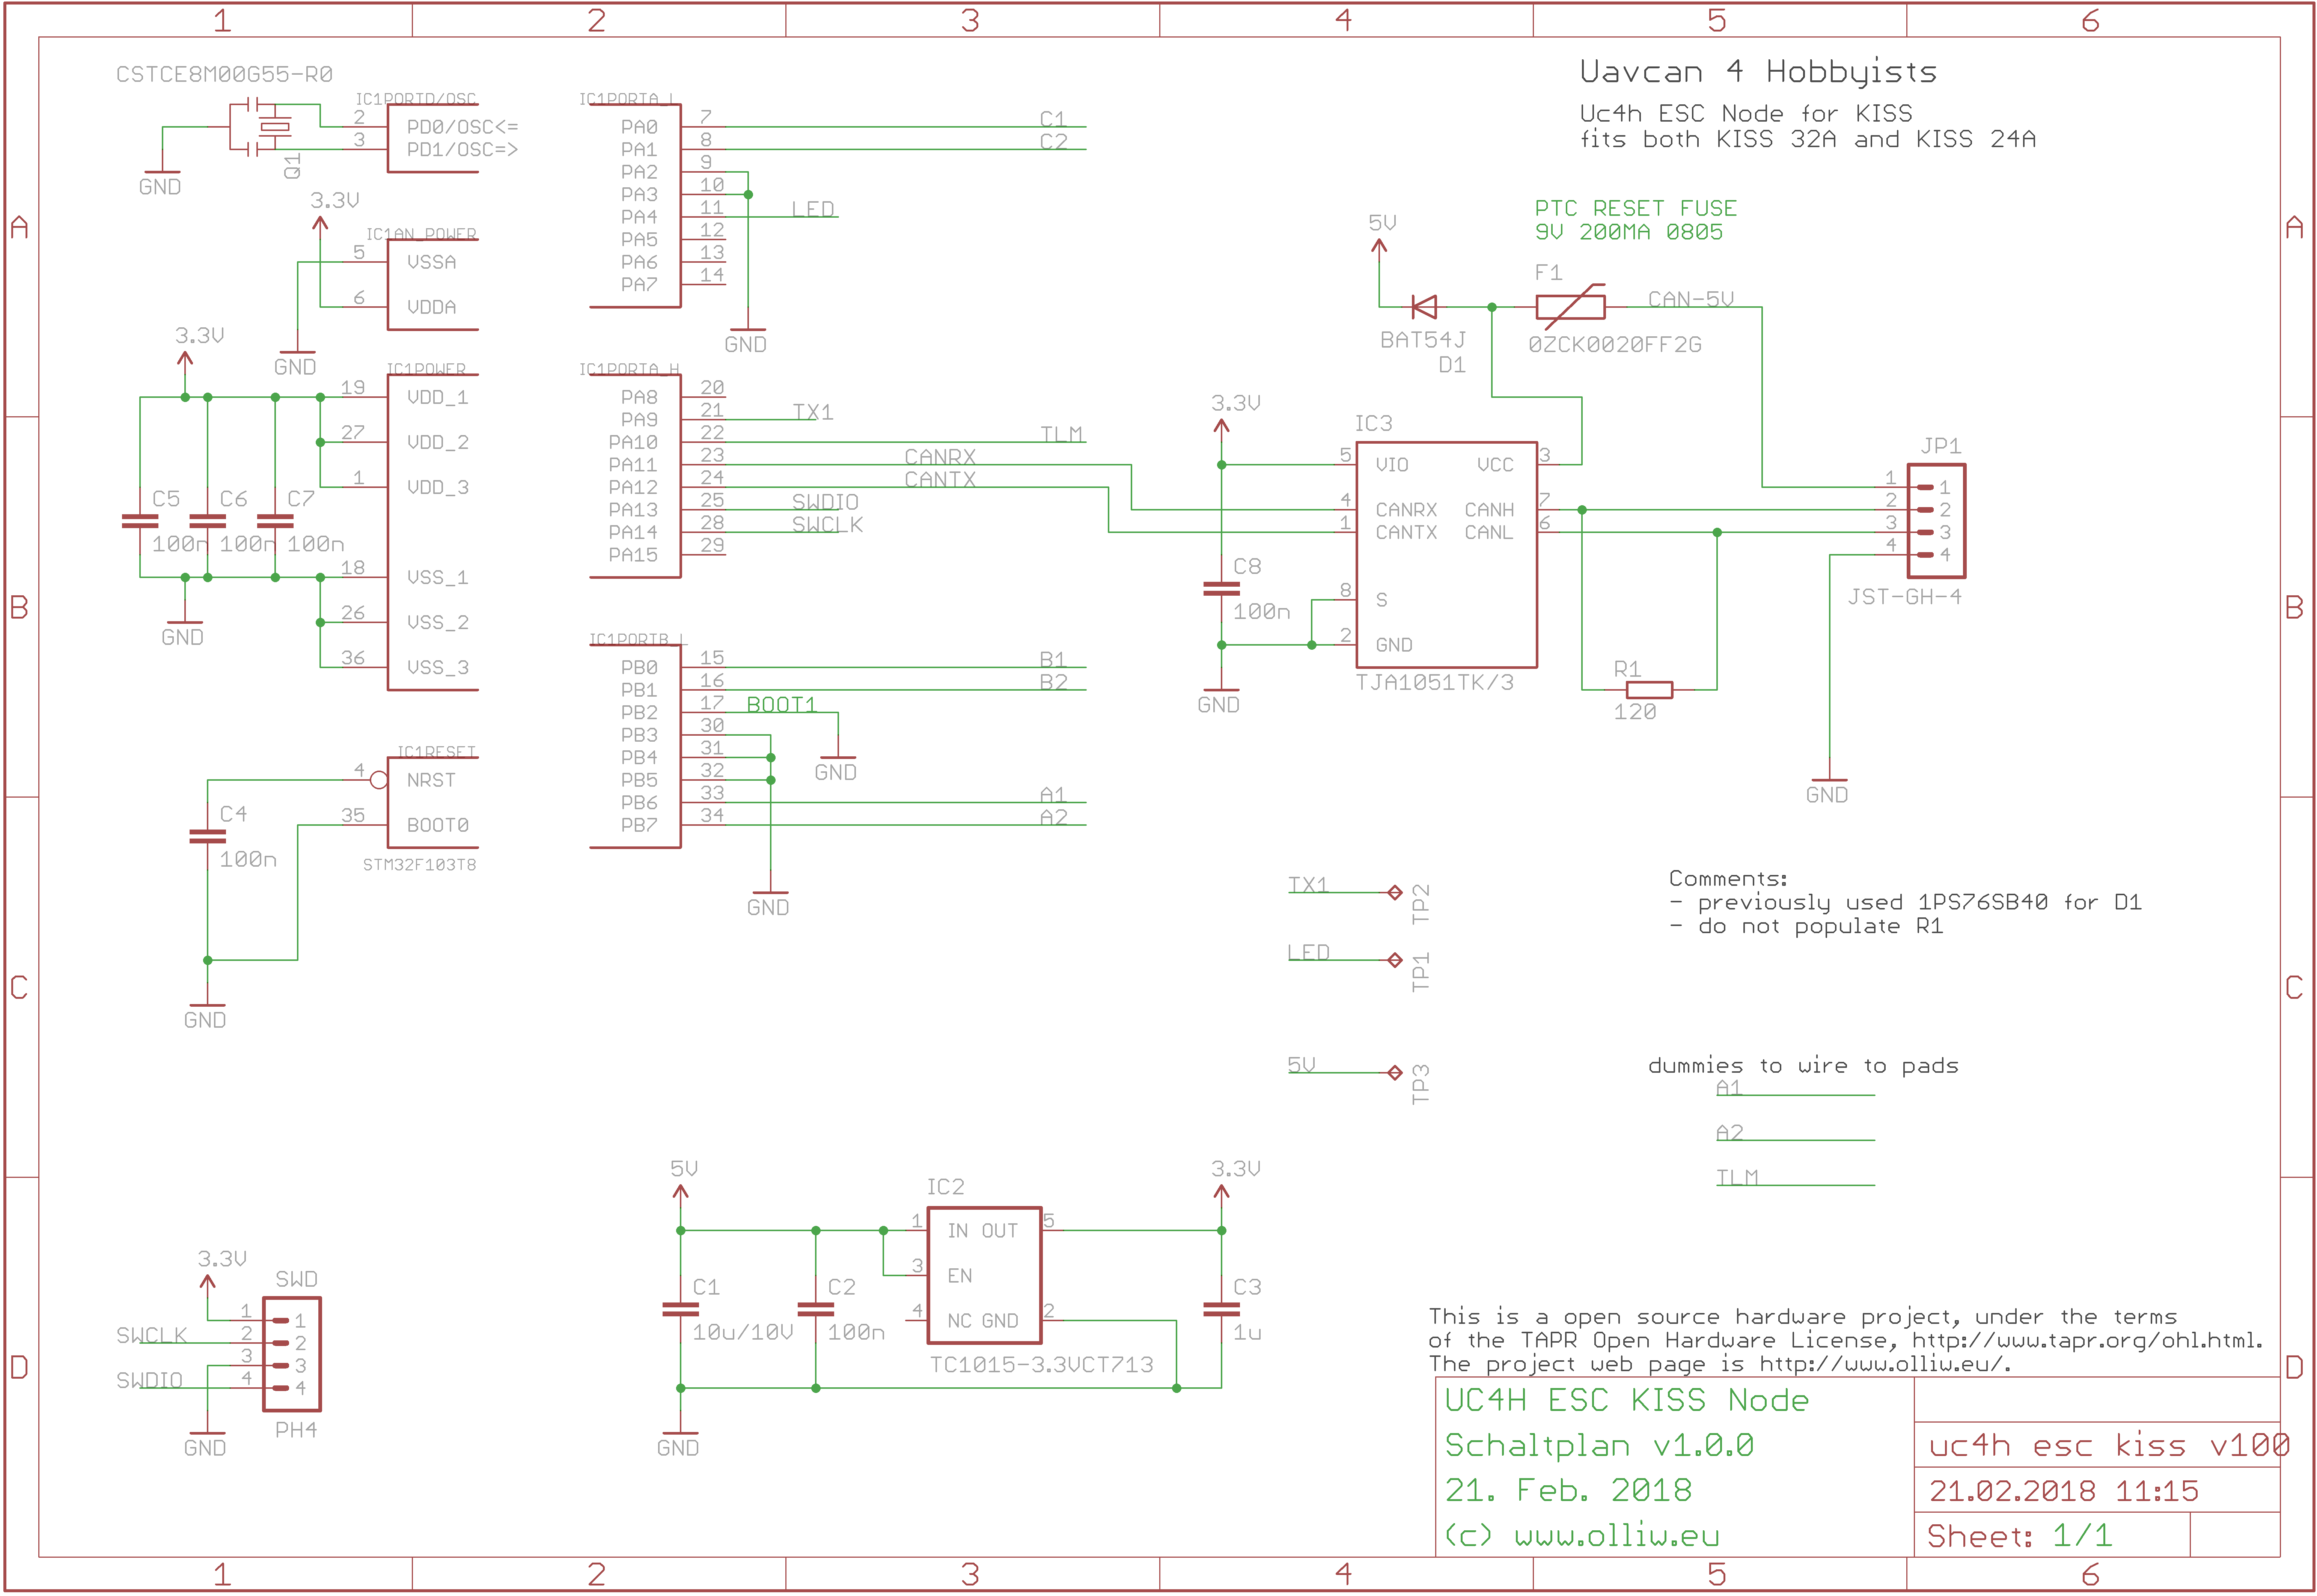 1 2 3 4 5 6
CSTCE8M00G55-R0
Q1
GND
IC1PORTD/OSC
2 PD0/OSC<=
3 PD1/OSC=>
3.3V
IC1AN_POWER
5 VSSA
6 VDDA
GND
3.3V
IC1POWER
19 VDD_1
27 VDD_2
1 VDD_3
18 VSS_1
26 VSS_2
36 VSS_3
C5 C6 C7
100n 100n 100n
GND
IC1RESET
4 NRST
35 BOOT0
STM32F103T8
C4
100n
GND
IC1PORTA_L
PA0 7 C1
PA1 8 C2
PA2 9
PA3 10
PA4 11 LED
PA5 12
PA6 13
PA7 14
GND
IC1PORTA_H
PA8 20
PA9 21 TX1
PA10 22 TLM
PA11 23 CANRX
PA12 24 CANTX
PA13 25 SWDIO
PA14 28 SWCLK
PA15 29
IC1PORTB_L
PB0 15 B1
PB1 16 B2
PB2 17 BOOT1
PB3 30
PB4 31
PB5 32
PB6 33 A1
PB7 34 A2
GND
GND
Uavcan 4 Hobbyists
Uc4h ESC Node for KISS
fits both KISS 32A and KISS 24A
PTC RESET FUSE
9V 200MA 0805
5V
F1
CAN-5V
BAT54J
D1
0ZCK0020FF2G
3.3V
IC3
5 VIO VCC 3
4 CANRX CANH 7
1 CANTX CANL 6
8 S
2 GND
TJA1051TK/3
C8
100n
GND
R1
120
JP1
1 1
2 2
3 3
4 4
JST-GH-4
GND
TX1 TP2
LED TP1
5V TP3
Comments:
- previously used 1PS76SB40 for D1
- do not populate R1
dummies to wire to pads
A1
A2
TLM
3.3V
SWD
1 1
SWCLK 2 2
3 3
SWDIO 4 4
GND
PH4
5V
IC2
1 IN OUT 5
3 EN
4 NC GND 2
TC1015-3.3VCT713
C1
10u/10V
C2
100n
3.3V
C3
1u
GND
This is a open source hardware project, under the terms
of the TAPR Open Hardware License, http://www.tapr.org/ohl.html.
The project web page is http://www.olliw.eu/.
UC4H ESC KISS Node
Schaltplan v1.0.0
21. Feb. 2018
(c) www.olliw.eu
uc4h esc kiss v100
21.02.2018 11:15
Sheet: 1/1
A A
B B
C C
D D
1 2 3 4 5 6